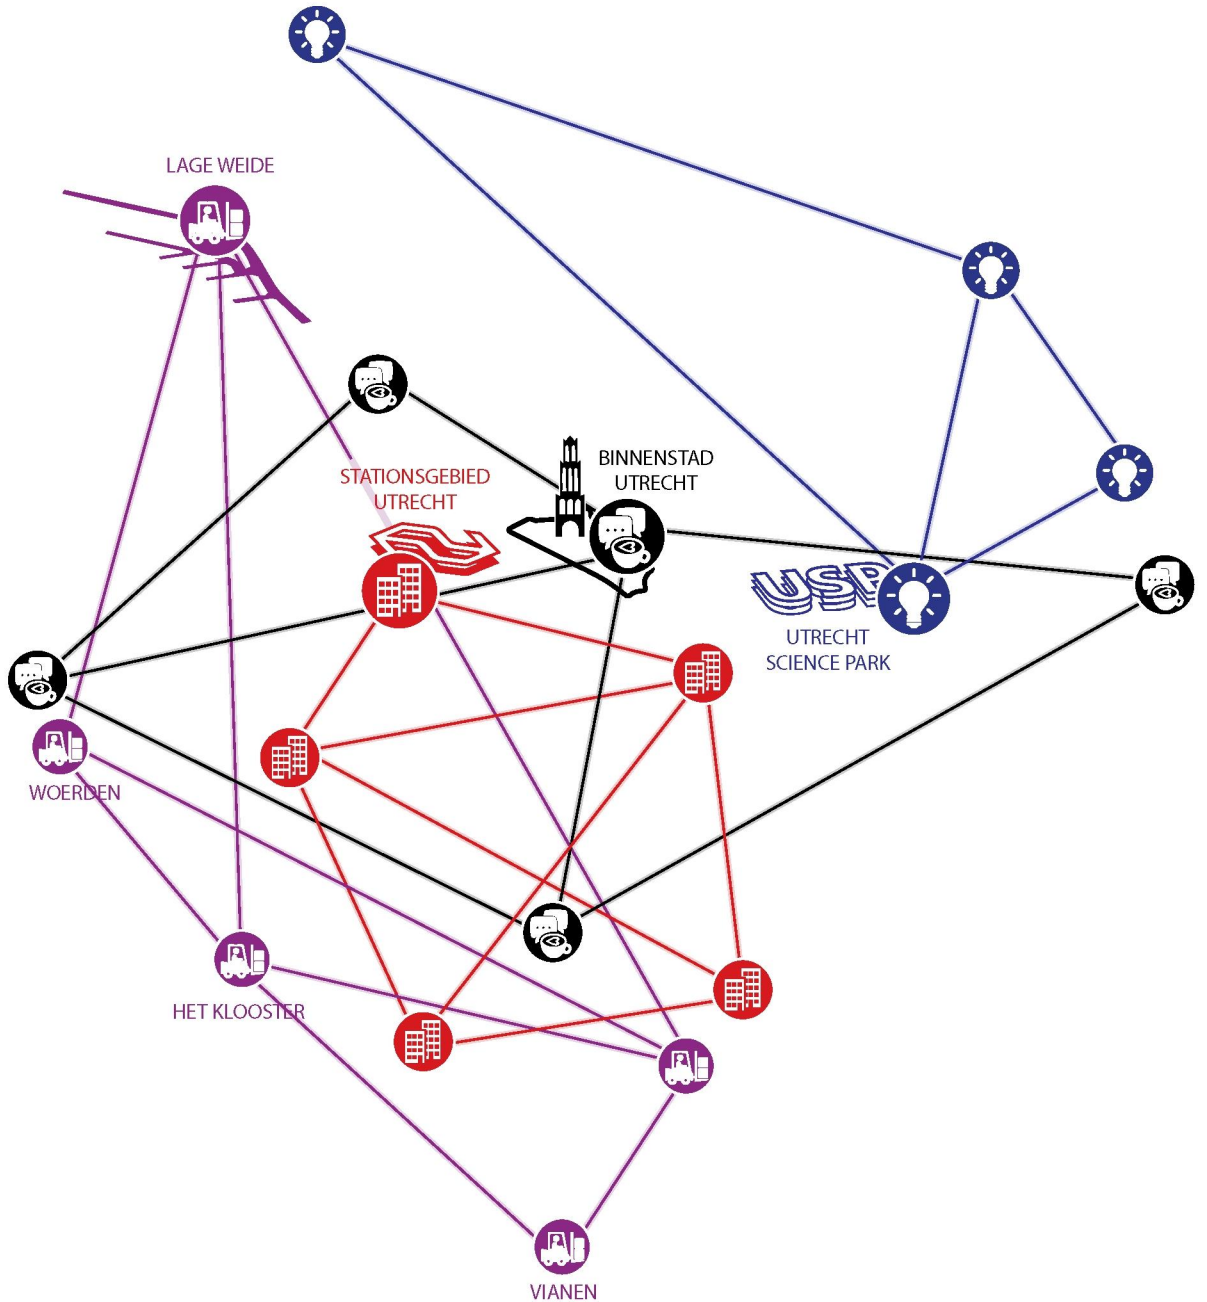 LAGE WEIDE
BINNENSTAD
UTRECHT
STATIONSGEBIED
UTRECHT
USP
UTRECHT
SCIENCE PARK
WOERDEN
HET KLOOSTER
VIANEN